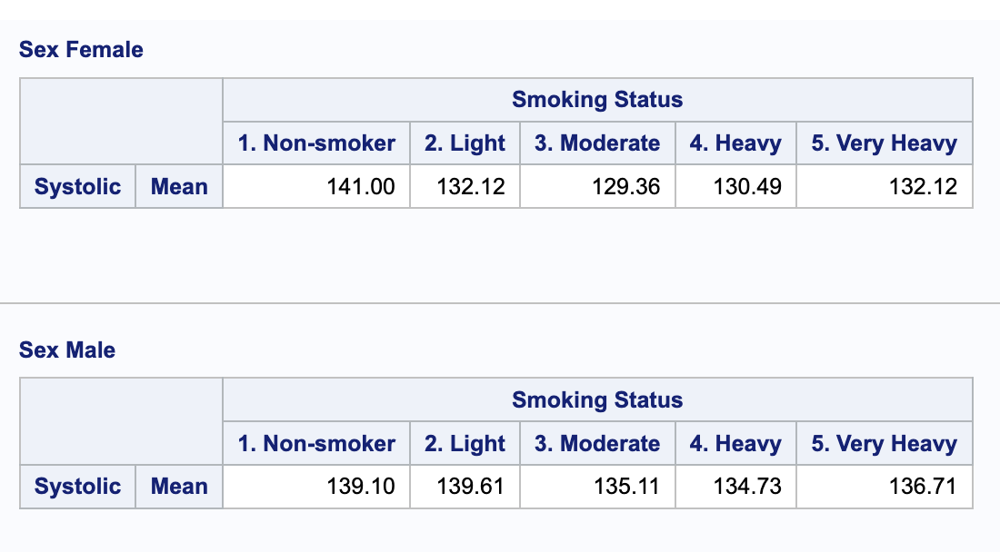 Sex Female
Smoking Status
1. Non-smoker 2. Light 3. Moderate 4. Heavy 5. Very Heavy
Systolic Mean 141.00 132.12 129.36 130.49 132.12
Sex Male
Smoking Status
1. Non-smoker 2. Light 3. Moderate 4. Heavy 5. Very Heavy
Systolic Mean 139.10 139.61 135.11 134.73 136.71